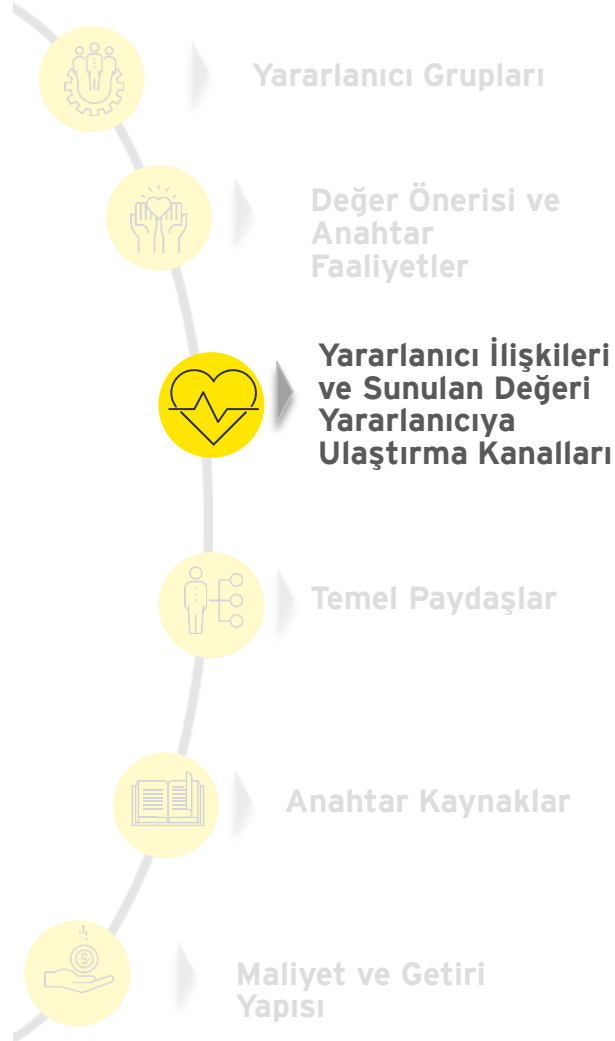 Yararlanıcı Grupları
Değer Önerisi ve
Anahtar
Faaliyetler
Yararlanıcı İlişkileri
ve Sunulan Değeri
Yararlanıcıya
Ulaştırma Kanalları
Temel Paydaşlar
Anahtar Kaynaklar
Maliyet ve Getiri
Yapısı